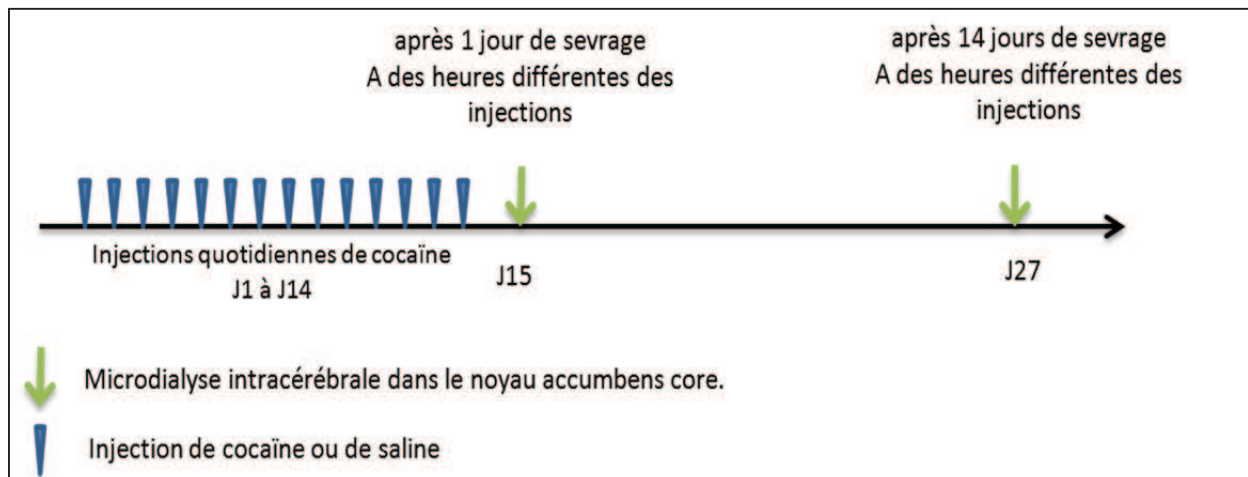 après 1 jour de sevrage
A des heures différentes des
injections
après 14 jours de sevrage
A des heures différentes des
injections
Injections quotidiennes de cocaïne
J1 à J14
J15
J27
Microdialyse intracérébrale dans le noyau accumbens core.
Injection de cocaïne ou de saline